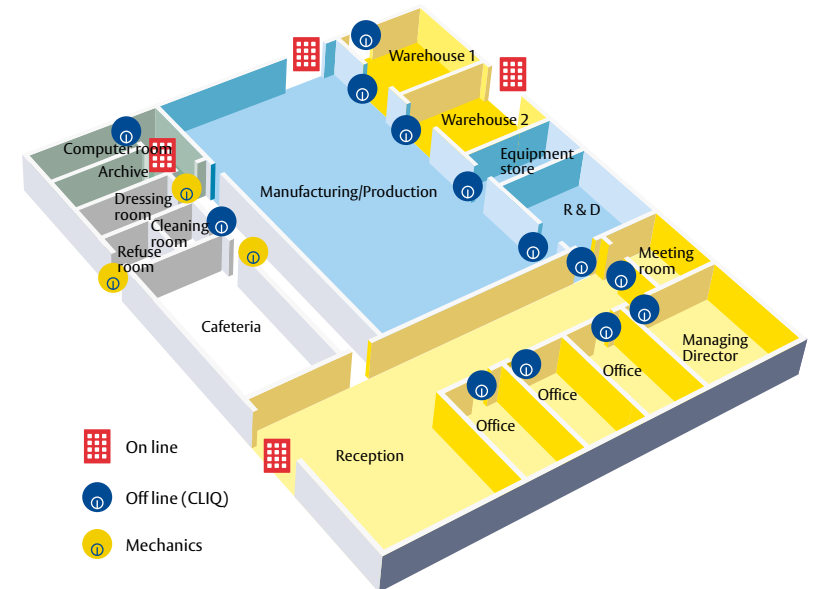 Warehouse 1
Warehouse 2
Computer room
Archive
Equipment
store
Dressing
room
Manufacturing/Production
R & D
Cleaning
room
Refuse
room
Meeting
room
Cafeteria
Managing
Director
Office
Office
Office
Reception
On line
Off line (CLIQ)
Mechanics